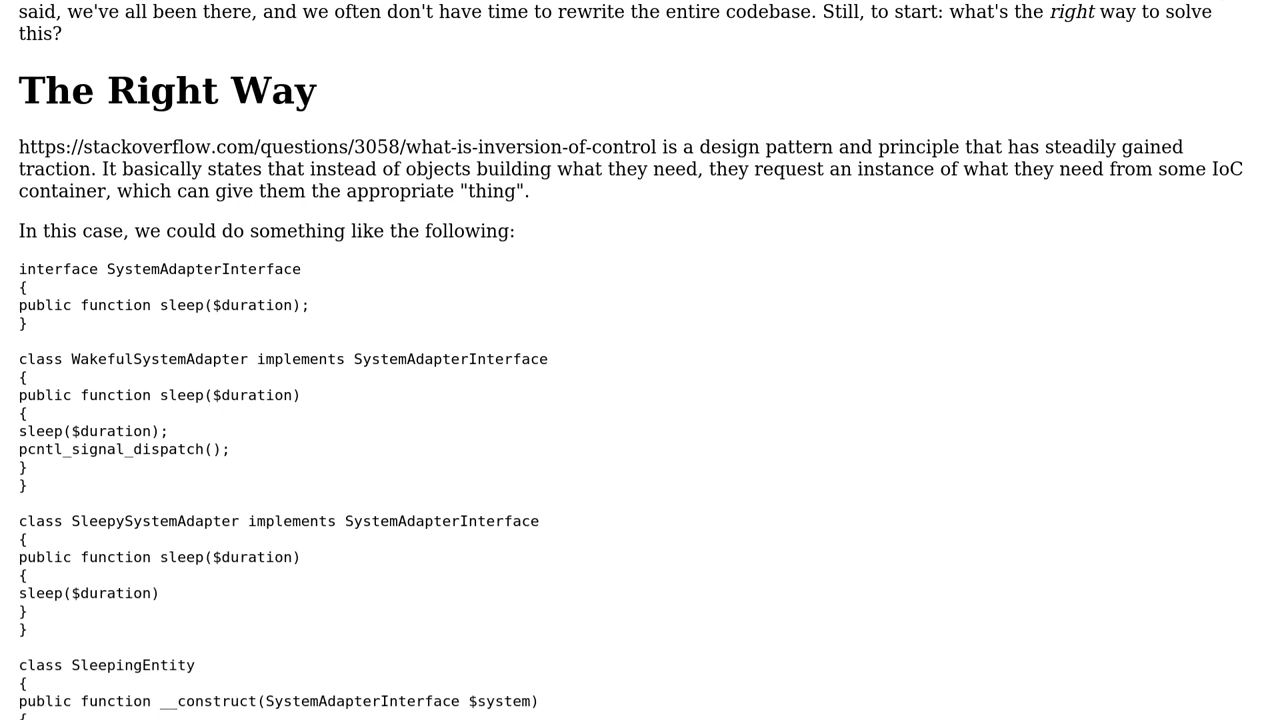 said, we've all been there, and we often don't have time to rewrite the entire codebase. Still, to start: what's the right way to solve
this?
The Right Way
https://stackoverflow.com/questions/3058/what-is-inversion-of-control is a design pattern and principle that has steadily gained
traction. It basically states that instead of objects building what they need, they request an instance of what they need from some IoC
container, which can give them the appropriate "thing".
In this case, we could do something like the following:
interface SystemAdapterInterface
{
public function sleep($duration);
}
class WakefulSystemAdapter implements SystemAdapterInterface
{
public function sleep($duration)
{
sleep($duration);
pcntl_signal_dispatch();
}
}
class SleepySystemAdapter implements SystemAdapterInterface
{
public function sleep($duration)
{
sleep($duration)
}
}
class SleepingEntity
{
public function __construct(SystemAdapterInterface $system)
{